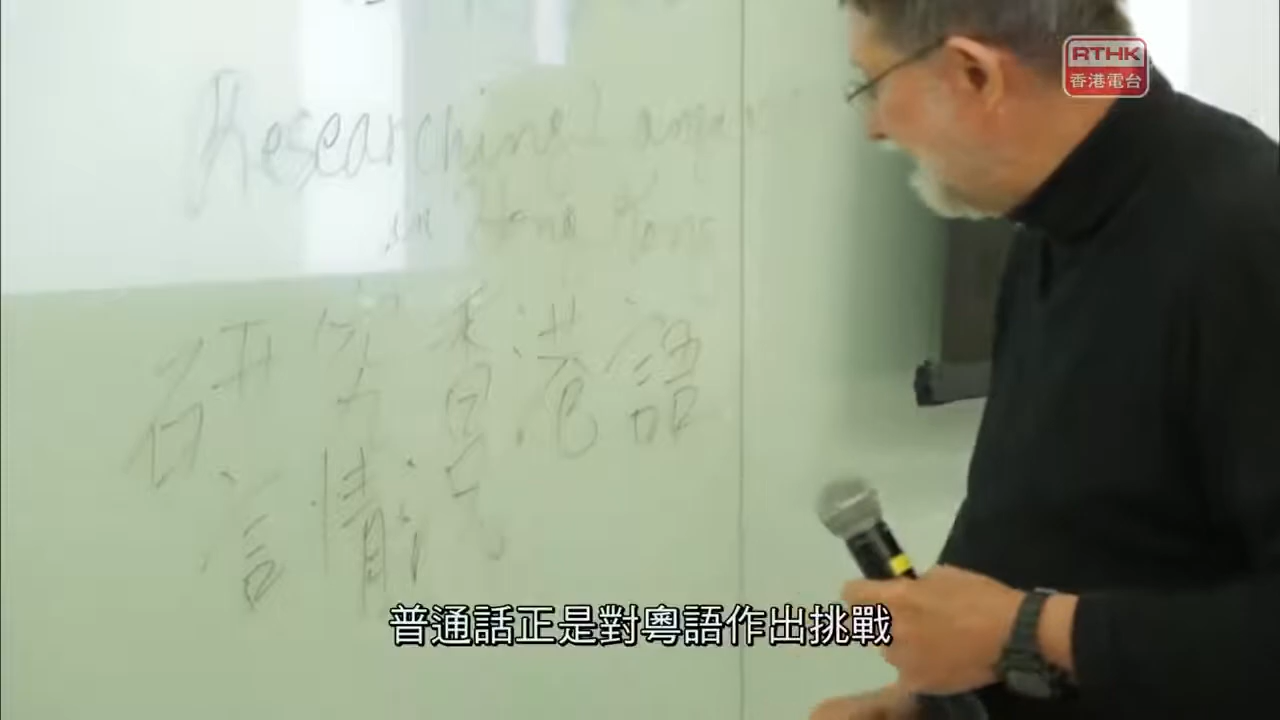 RTHK
香港電台
Researching Langua
in Hong Kong
研究香港語
言情況
普通話正是對粵語作出挑戰